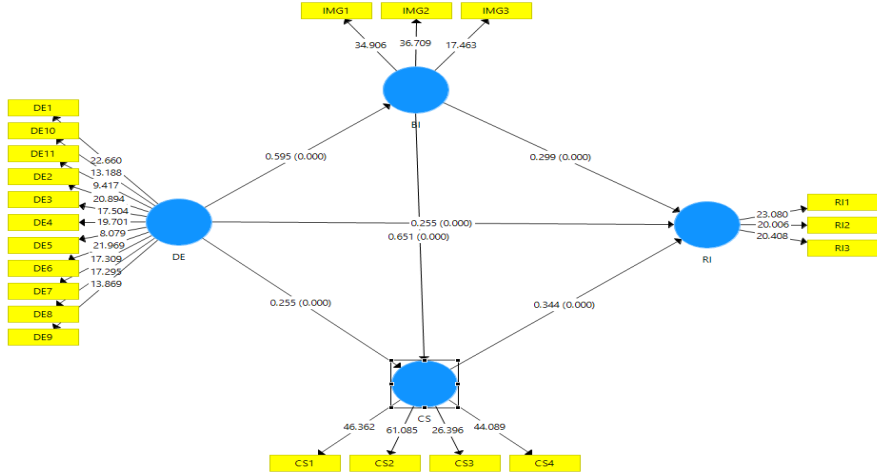 IMG1 IMG2 IMG3
34.906 36.709 17.463
BI
DE1
DE10
DE11
DE2
DE3
DE4
DE5
DE6
DE7
DE8
DE9
22.660
13.188
9.417
20.894
17.504
19.701
8.079
21.969
17.309
17.295
13.869
DE
0.595 (0.000)
0.299 (0.000)
0.255 (0.000)
0.651 (0.000)
0.255 (0.000)
0.344 (0.000)
RI
23.080
20.006
20.408
RI1
RI2
RI3
CS
46.362 61.085 26.396 44.089
CS1 CS2 CS3 CS4